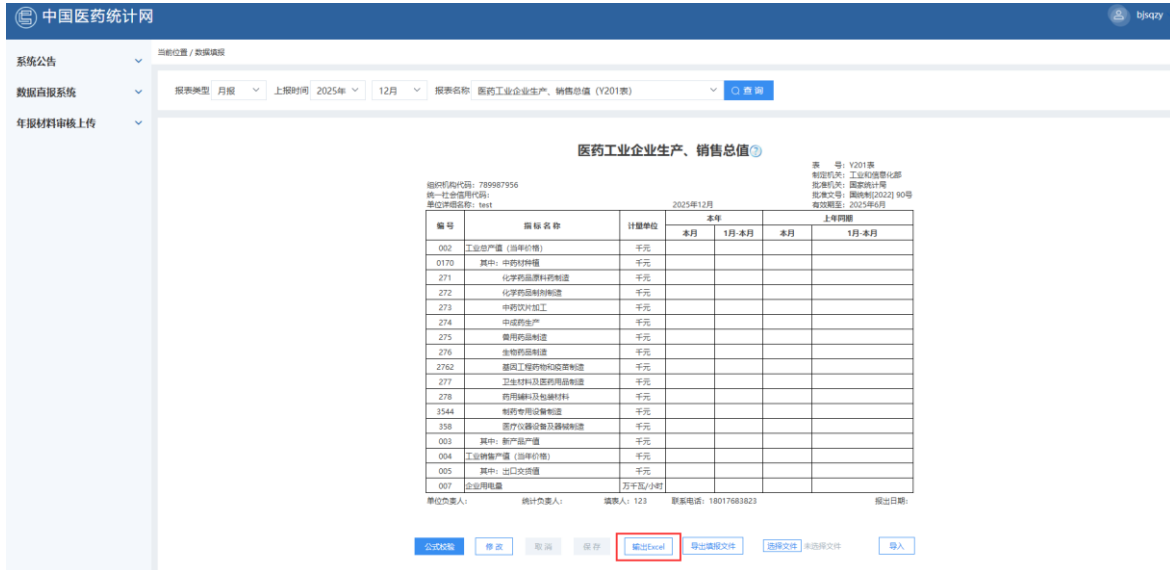 中国医药统计网
bjsqzy
系统公告
数据直报系统
年报材料审核上传
当前位置 / 数据填报
报表类型 月报 上报时间 2025年 12月 报表名称 医药工业企业生产、销售总值（Y201表） 查 询
医药工业企业生产、销售总值
表 号：Y201表
制定机关：工业和信息化部
组织机构代码：789987956 批准机关：国家统计局
统一社会信用代码： 批准文号：国统制[2022] 90号
单位详细名称：test 2025年12月 有效期至：2025年6月
编 号 指 标 名 称 计量单位 本年 上年同期
本月 1月-本月 本月 1月-本月
002 工业总产值（当年价格） 千元
0170 其中：中药材种植 千元
271 化学药品原料药制造 千元
272 化学药品制剂制造 千元
273 中药饮片加工 千元
274 中成药生产 千元
275 兽用药品制造 千元
276 生物药品制造 千元
2762 基因工程药物和疫苗制造 千元
277 卫生材料及医药用品制造 千元
278 药用辅料及包装材料 千元
3544 制药专用设备制造 千元
358 医疗仪器设备及器械制造 千元
003 其中：新产品产值 千元
004 工业销售产值（当年价格） 千元
005 其中：出口交货值 千元
007 企业用电量 万千瓦/小时
单位负责人： 统计负责人： 填表人：123 联系电话：18017683823 报出日期：
公式校验 修 改 取 消 保 存 输出Excel 导出填报文件 选择文件 未选择文件 导入